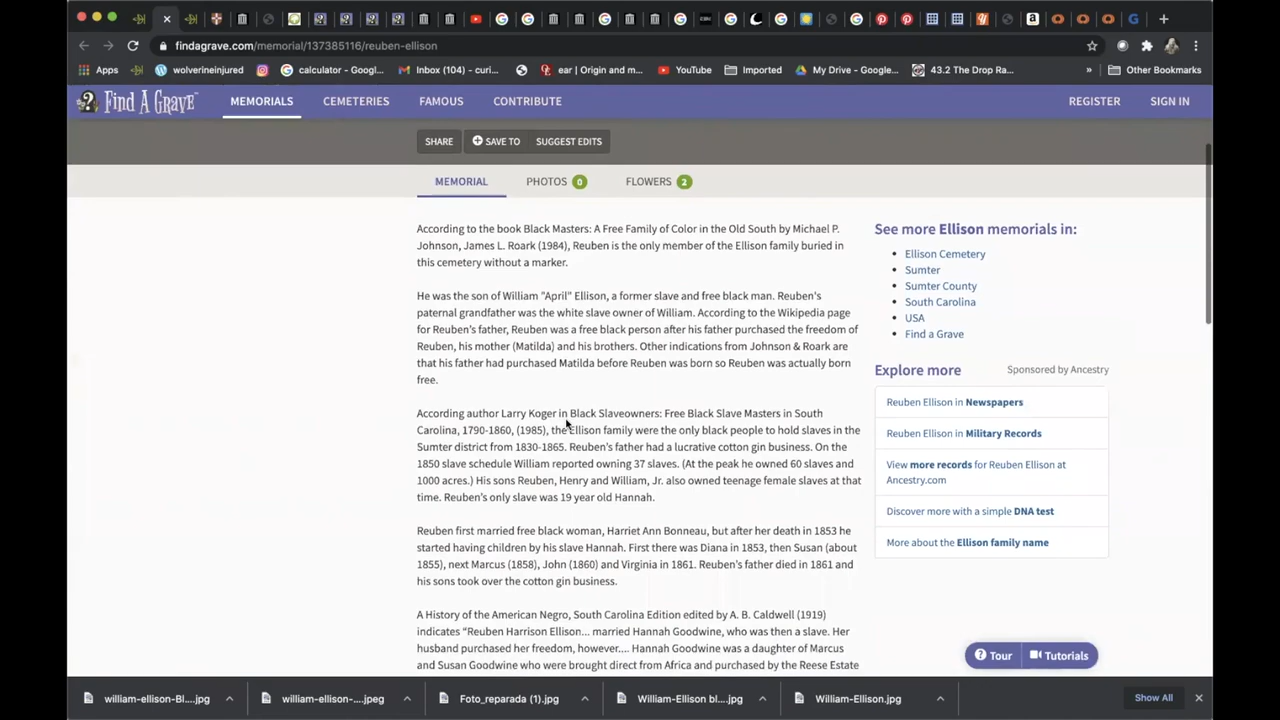 findagrave.com/memorial/137385116/reuben-ellison
Apps
wolverineinjured
calculator - Googl...
Inbox (104) - curi...
ear | Origin and m...
YouTube
Imported
My Drive - Google...
43.2 The Drop Ra...
»
Other Bookmarks
FIND A GRAVE
MEMORIALS
CEMETERIES
FAMOUS
CONTRIBUTE
REGISTER
SIGN IN
SHARE
SAVE TO
SUGGEST EDITS
MEMORIAL
PHOTOS 0
FLOWERS 2
According to the book Black Masters: A Free Family of Color in the Old South by Michael P.
Johnson, James L. Roark (1984), Reuben is the only member of the Ellison family buried in
this cemetery without a marker.
He was the son of William "April" Ellison, a former slave and free black man. Reuben's
paternal grandfather was the white slave owner of William. According to the Wikipedia page
for Reuben's father, Reuben was a free black person after his father purchased the freedom of
Reuben, his mother (Matilda) and his brothers. Other indications from Johnson & Roark are
that his father had purchased Matilda before Reuben was born so Reuben was actually born
free.
According author Larry Koger in Black Slaveowners: Free Black Slave Masters in South
Carolina, 1790-1860, (1985), the Ellison family were the only black people to hold slaves in the
Sumter district from 1830-1865. Reuben's father had a lucrative cotton gin business. On the
1850 slave schedule William reported owning 37 slaves. (At the peak he owned 60 slaves and
1000 acres.) His sons Reuben, Henry and William, Jr. also owned teenage female slaves at that
time. Reuben's only slave was 19 year old Hannah.
Reuben first married free black woman, Harriet Ann Bonneau, but after her death in 1853 he
started having children by his slave Hannah. First there was Diana in 1853, then Susan (about
1855), next Marcus (1858), John (1860) and Virginia in 1861. Reuben's father died in 1861 and
his sons took over the cotton gin business.
A History of the American Negro, South Carolina Edition edited by A. B. Caldwell (1919)
indicates "Reuben Harrison Ellison... married Hannah Goodwine, who was then a slave. Her
husband purchased her freedom, however.... Hannah Goodwine was a daughter of Marcus
and Susan Goodwine who were brought direct from Africa and purchased by the Reese Estate
See more Ellison memorials in:
Ellison Cemetery
Sumter
Sumter County
South Carolina
USA
Find a Grave
Explore more
Sponsored by Ancestry
Reuben Ellison in Newspapers
Reuben Ellison in Military Records
View more records for Reuben Ellison at
Ancestry.com
Discover more with a simple DNA test
More about the Ellison family name
Tour
Tutorials
william-ellison-Bl....jpg
william-ellison-....jpeg
Foto_reparada (1).jpg
William-Ellison bl....jpg
William-Ellison.jpg
Show All